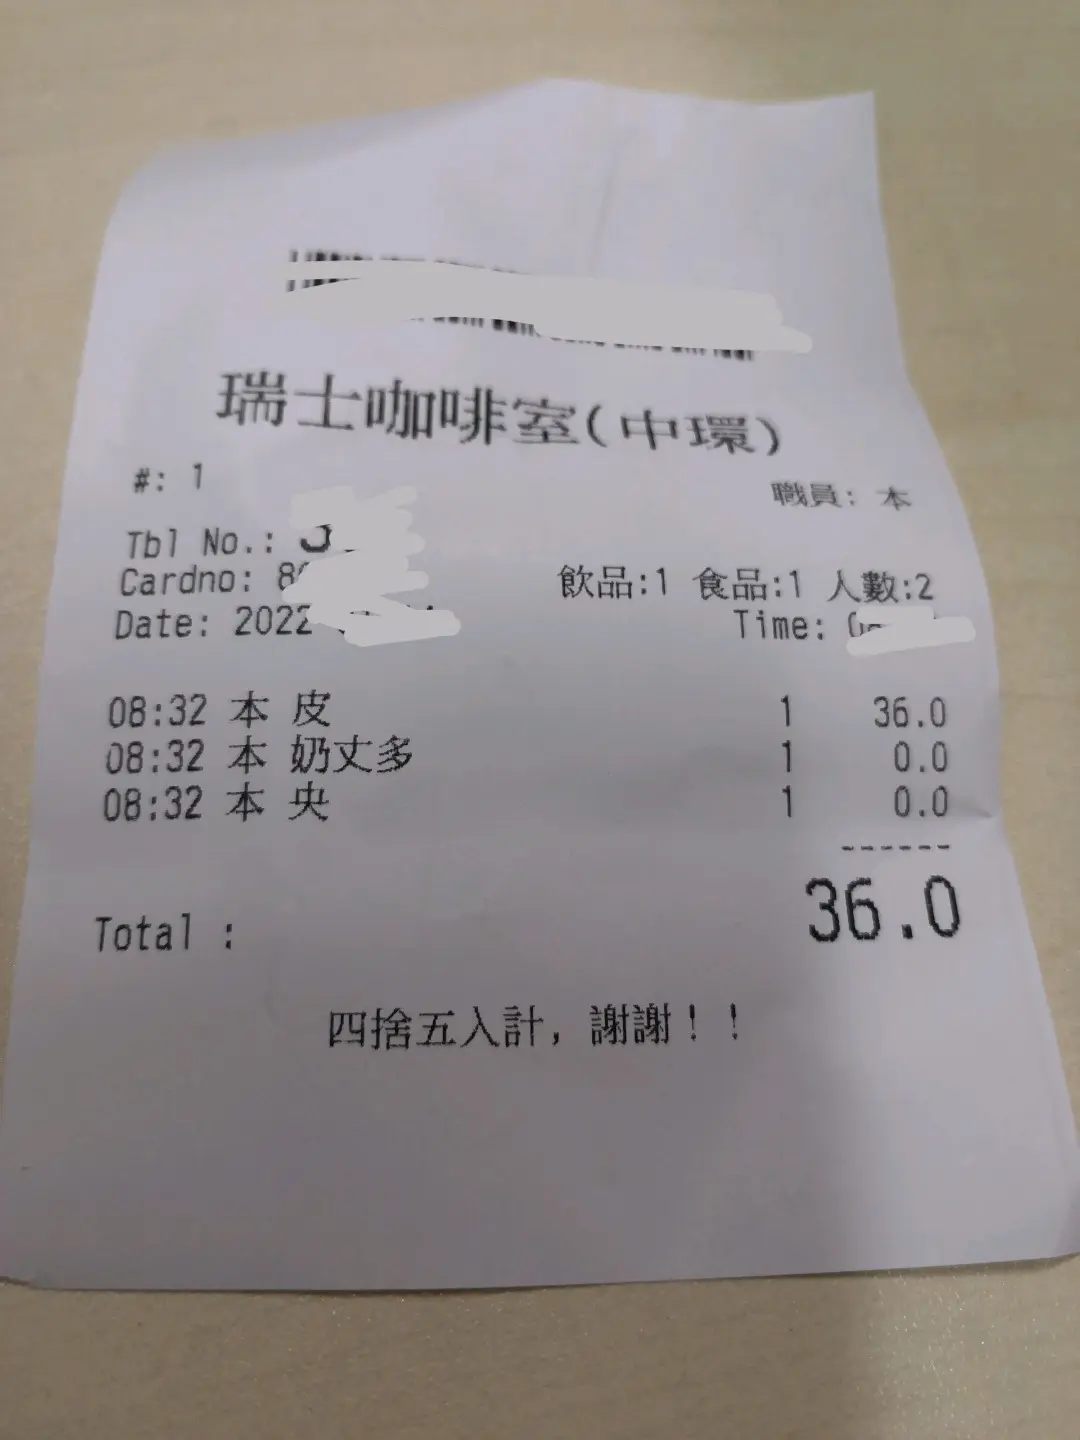 瑞士咖啡室(中環)
#: 1
職員: 本
Tbl No.:
Cardno: 8
飲品:1 食品:1 人數:2
Date: 2022
Time:
08:32 本 皮 1 36.0
08:32 本 奶丈多 1 0.0
08:32 本 央 1 0.0
------
Total : 36.0
四捨五入計, 謝謝!!